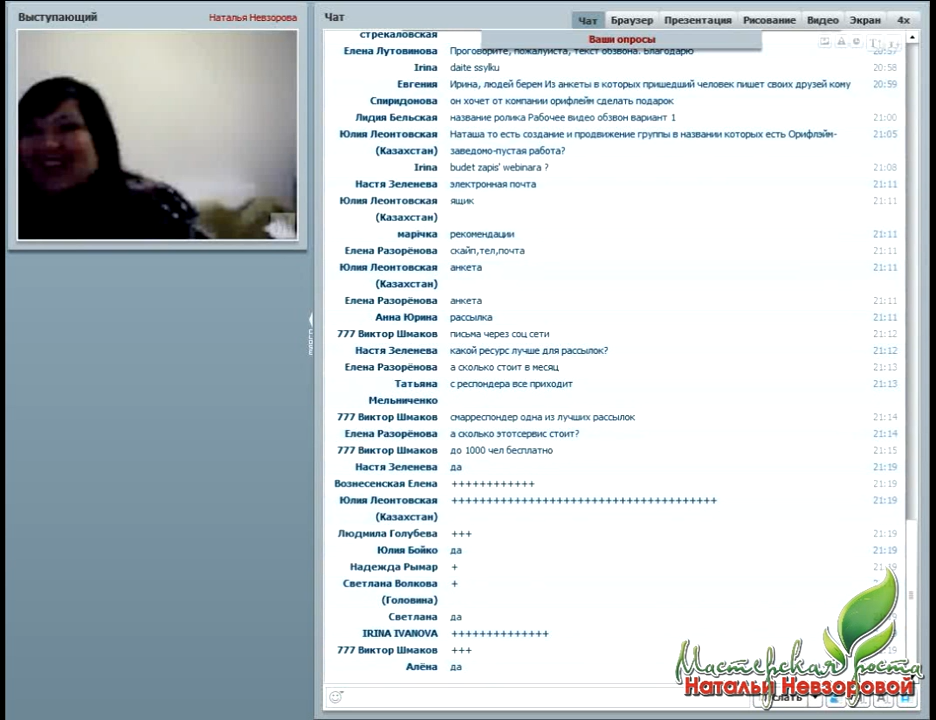 Выступающий
Наталья Невзорова
Чат
Чат Браузер Презентация Рисование Видео Экран 4x
Ваши опросы
стрекаловская
Елена Лутовинова Проговорите, пожалуйста, текст обзвона. Благодарю 20:57
Irina daite ssylku 20:58
Евгения Ирина, людей берем Из анкеты в которых пришедший человек пишет своих друзей кому 20:59
Спиридонова он хочет от компании орифлейм сделать подарок
Лидия Бельская название ролика Рабочее видео обзвон вариант 1 21:00
Юлия Леонтовская Наташа то есть создание и продвижение группы в названии которых есть Орифлэйм- 21:05
(Казахстан) заведомо-пустая работа?
Irina budet zapis' webinara ? 21:08
Настя Зеленева электронная почта 21:11
Юлия Леонтовская ящик 21:11
(Казахстан)
марічка рекомендации 21:11
Елена Разорёнова скайп,тел,почта 21:11
Юлия Леонтовская анкета 21:11
(Казахстан)
Елена Разорёнова анкета 21:11
Анна Юрина рассылка 21:11
777 Виктор Шмаков письма через соц сети 21:12
Настя Зеленева какой ресурс лучше для рассылок? 21:12
Елена Разорёнова а сколько стоит в месяц 21:13
Татьяна с респондера все приходит 21:13
Мельниченко
777 Виктор Шмаков смарреспондер одна из лучших рассылок 21:14
Елена Разорёнова а сколько этотсервис стоит? 21:14
777 Виктор Шмаков до 1000 чел бесплатно 21:15
Настя Зеленева да 21:19
Вознесенская Елена ++++++++++++ 21:19
Юлия Леонтовская ++++++++++++++++++++++++++++++++++++++ 21:19
(Казахстан)
Людмила Голубева +++ 21:19
Юлия Бойко да 21:19
Надежда Рымар + 21:19
Светлана Волкова +
(Головина)
Светлана да
IRINA IVANOVA ++++++++++++++
777 Виктор Шмаков +++
Алёна да
Мастерская роста
Натальи Невзоровой